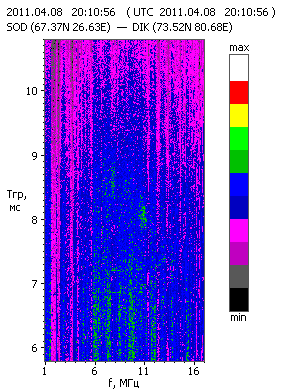 2011.04.08 20:10:56 (UTC 2011.04.08 20:10:56)
SOD (67.37N 26.63E) — DIK (73.52N 80.68E)
max
10
9
Tгр,
мс
8
7
6
min
1 6 11 16
f, МГц